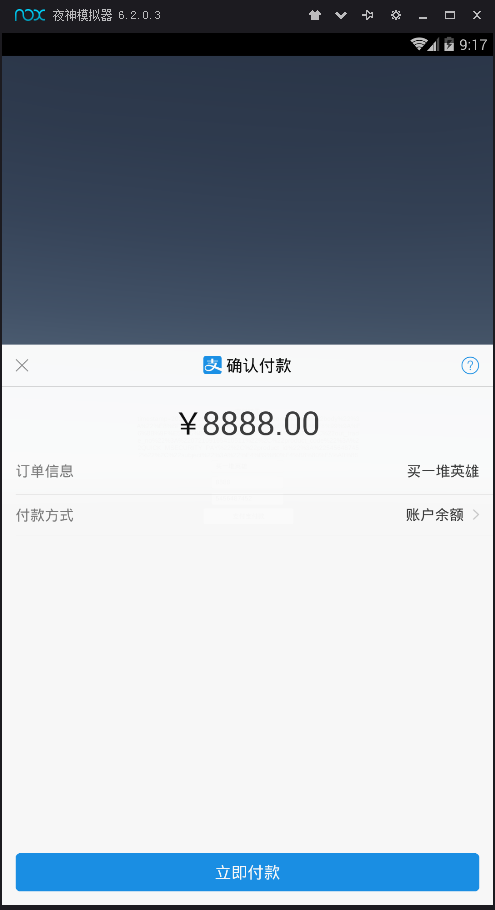 nox 夜神模拟器 6.2.0.3
9:17
支 确认付款 ?
￥8888.00
订单信息 买一堆英雄
付款方式 账户余额
立即付款